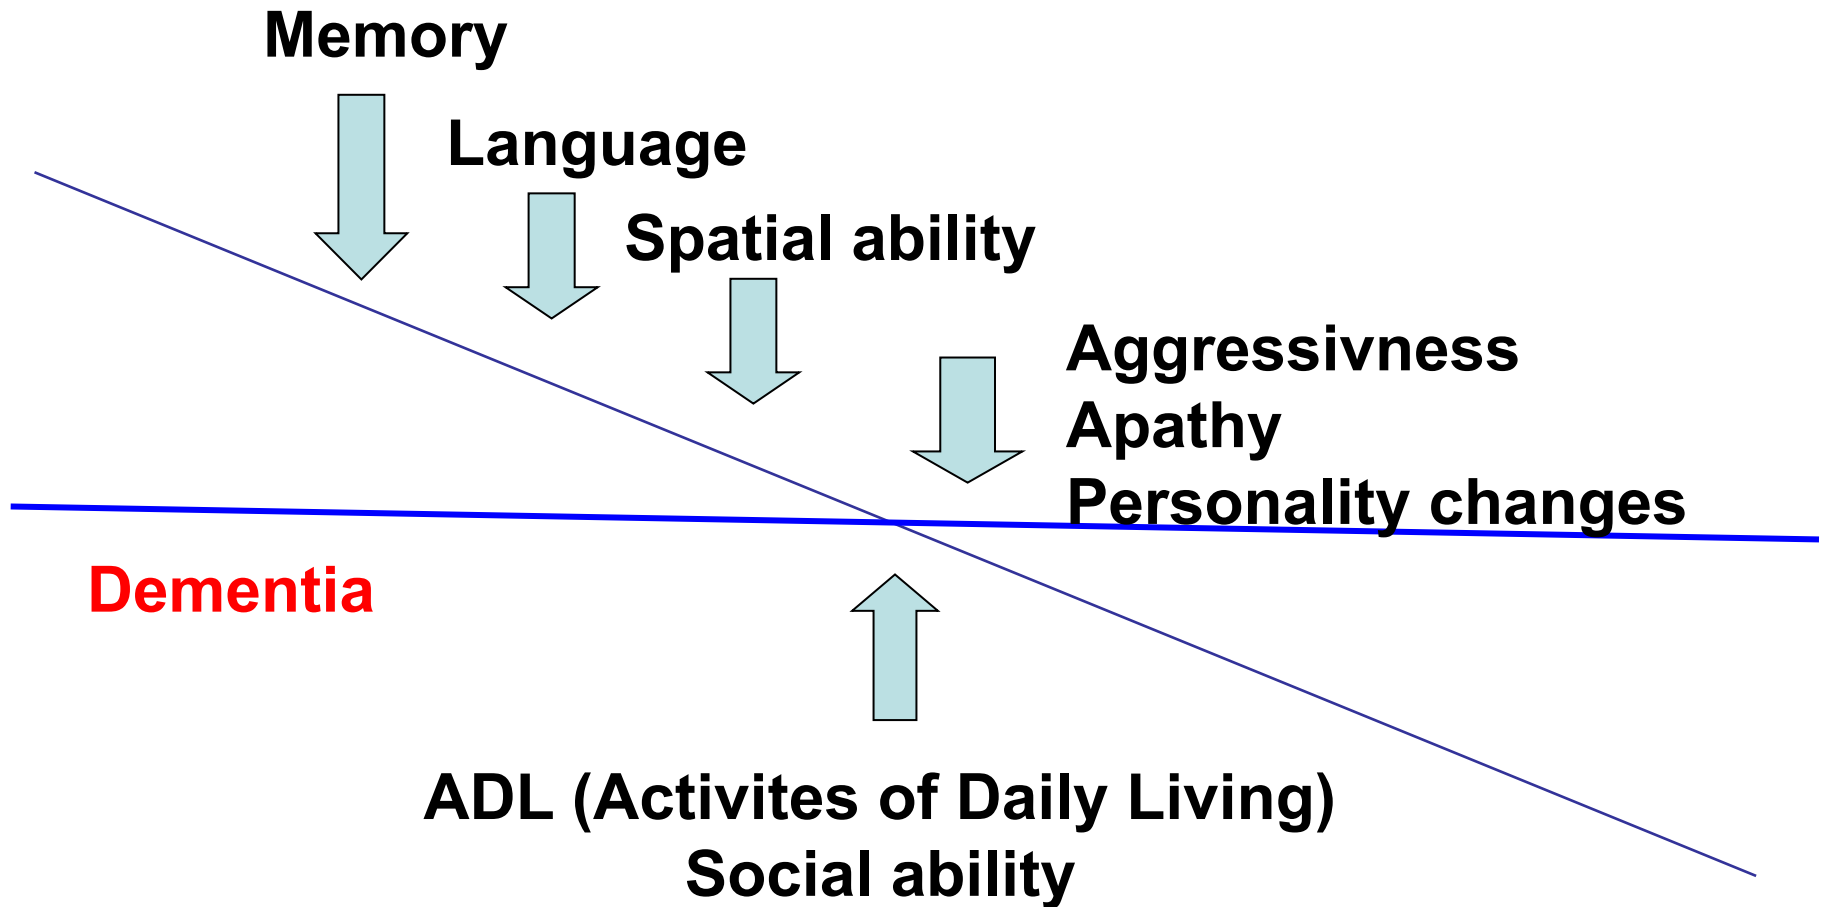 Memory
Language
Spatial ability
Aggressivness
Apathy
Personality changes
Dementia
ADL (Activites of Daily Living)
Social ability